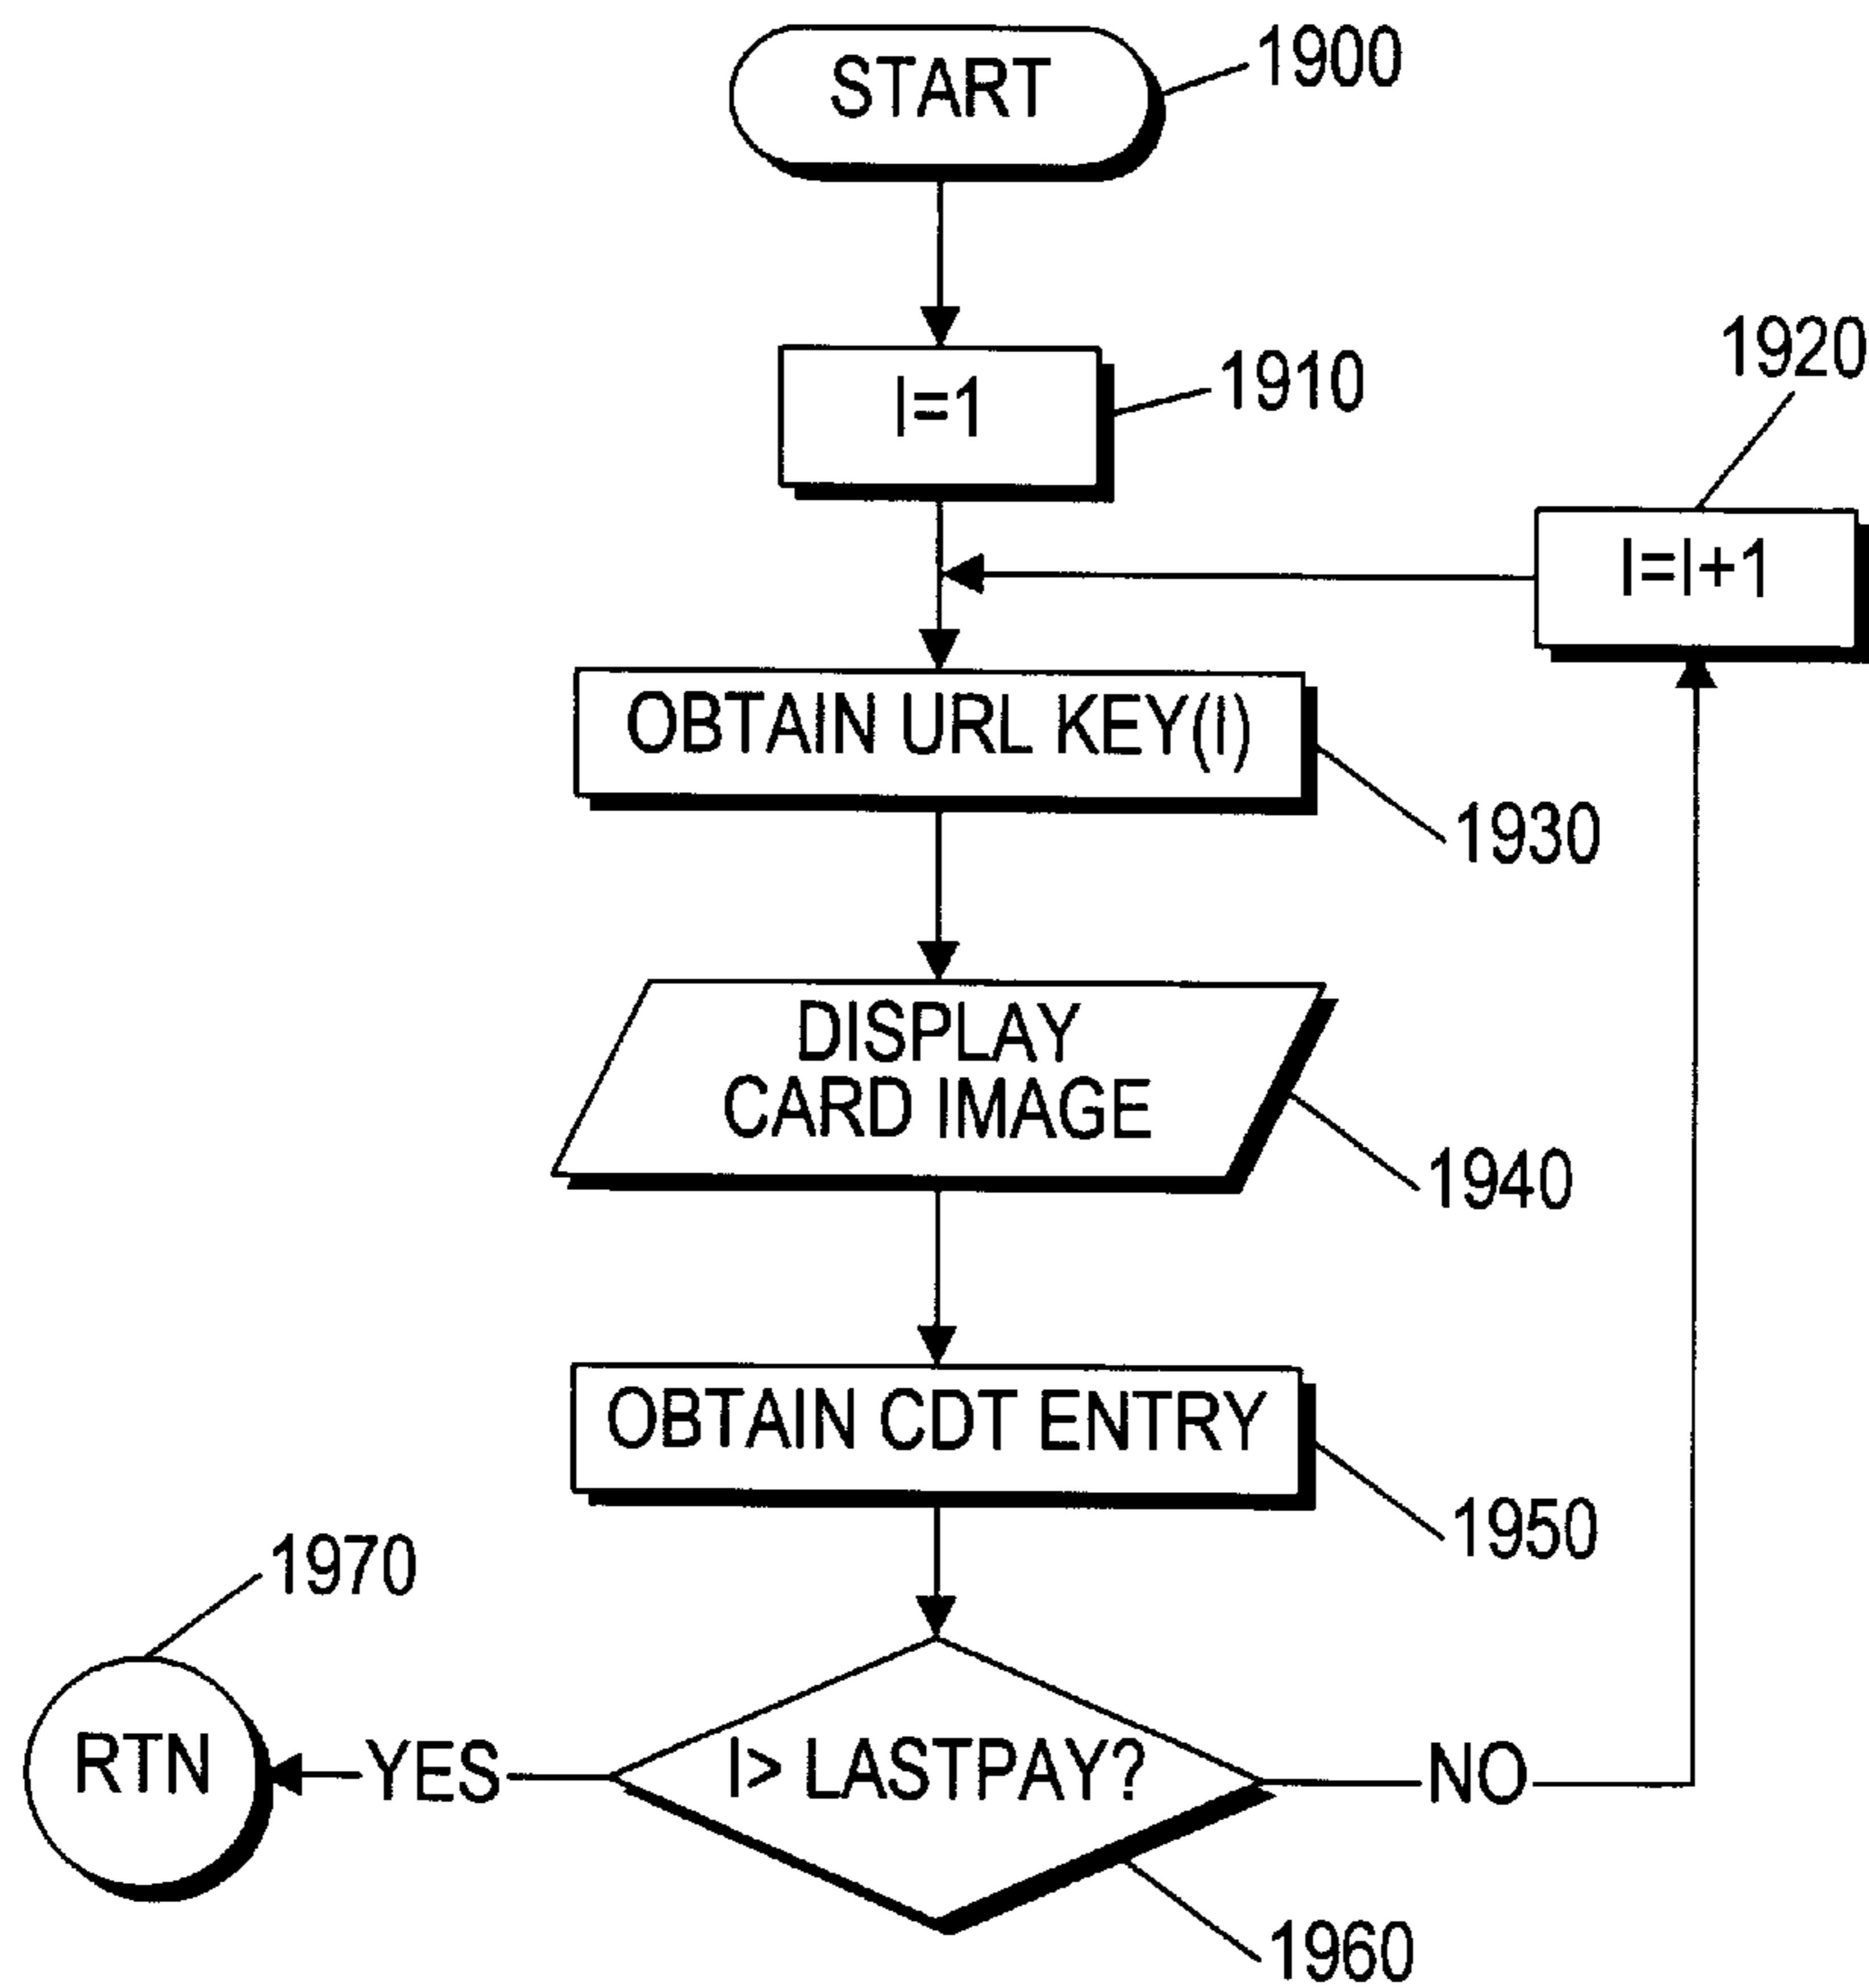 START
1900
I=1
1910
1920
I=I+1
OBTAIN URL KEY(I)
1930
DISPLAY
CARD IMAGE
1940
OBTAIN CDT ENTRY
1950
1970
RTN
YES
I> LASTPAY?
NO
1960